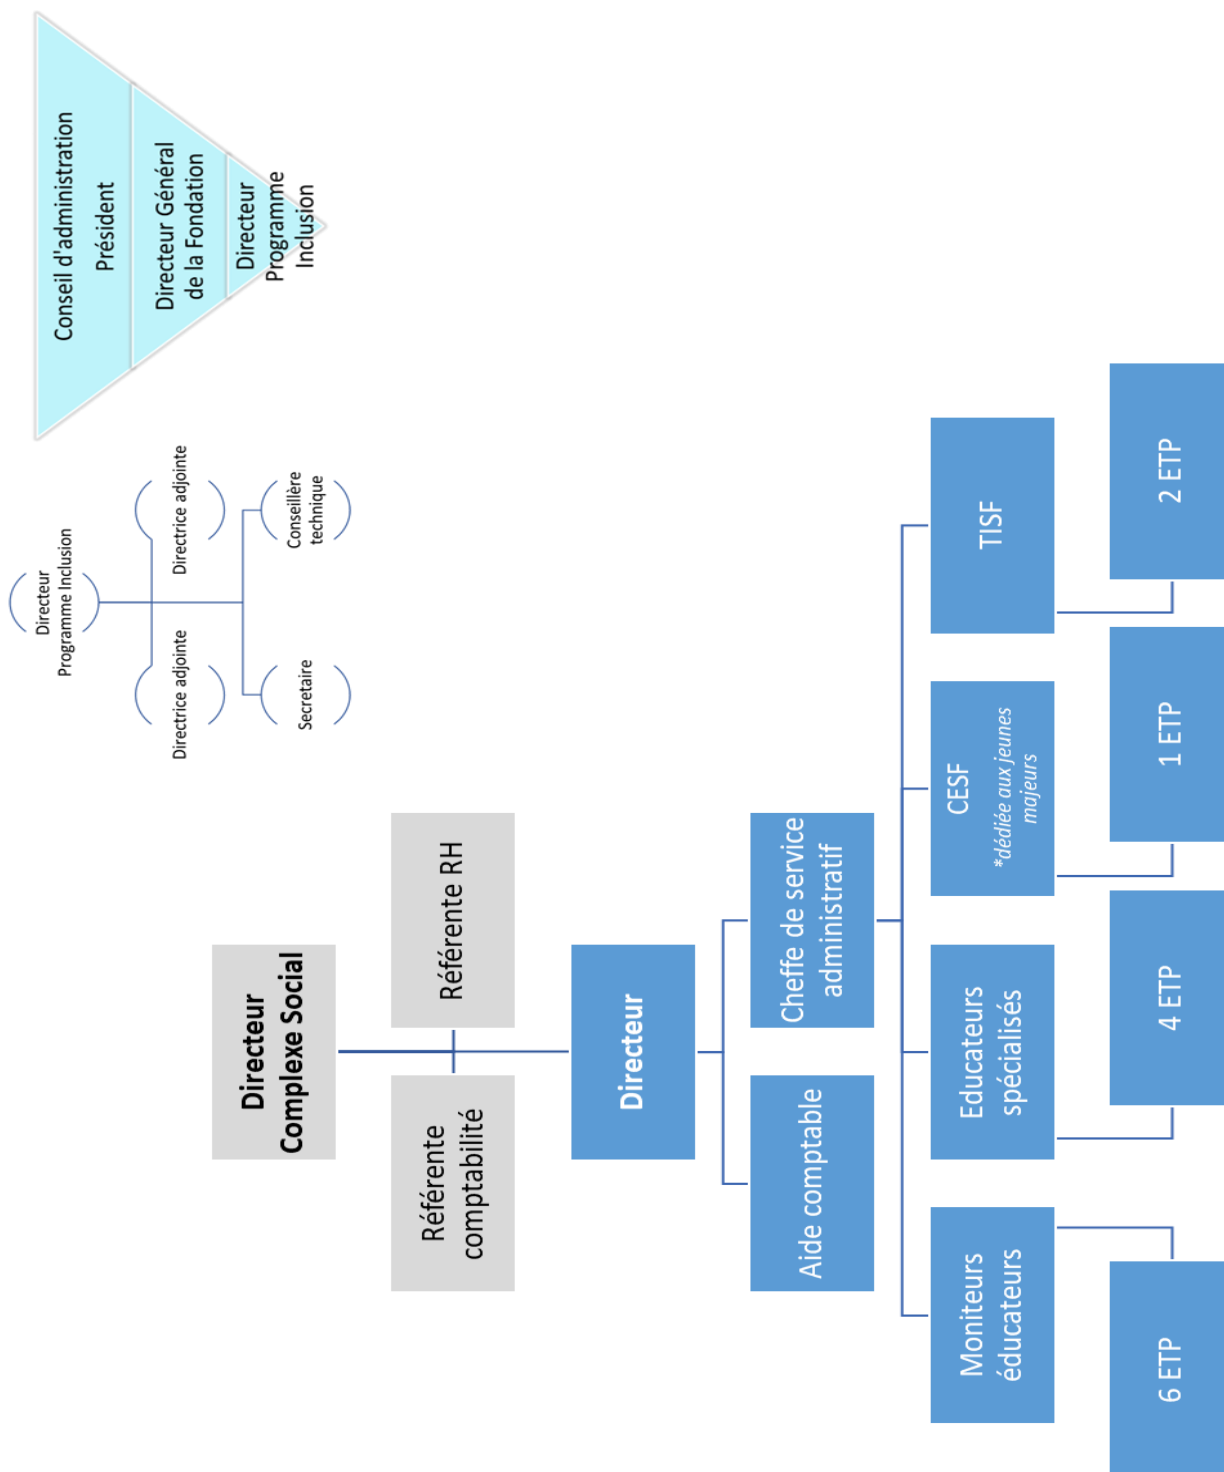 Conseil d'administration
Président
Directeur Général
de la Fondation
Directeur
Programme
Inclusion
Directeur
Programme Inclusion
Directrice adjointe
Directrice adjointe
Secretaire
Conseillère
technique
Directeur
Complexe Social
Référente
comptabilité
Référente RH
Directeur
Aide comptable
Cheffe de service
administratif
Moniteurs
éducateurs
Educateurs
spécialisés
CESF
*dédiée aux jeunes
majeurs
TISF
6 ETP
4 ETP
1 ETP
2 ETP